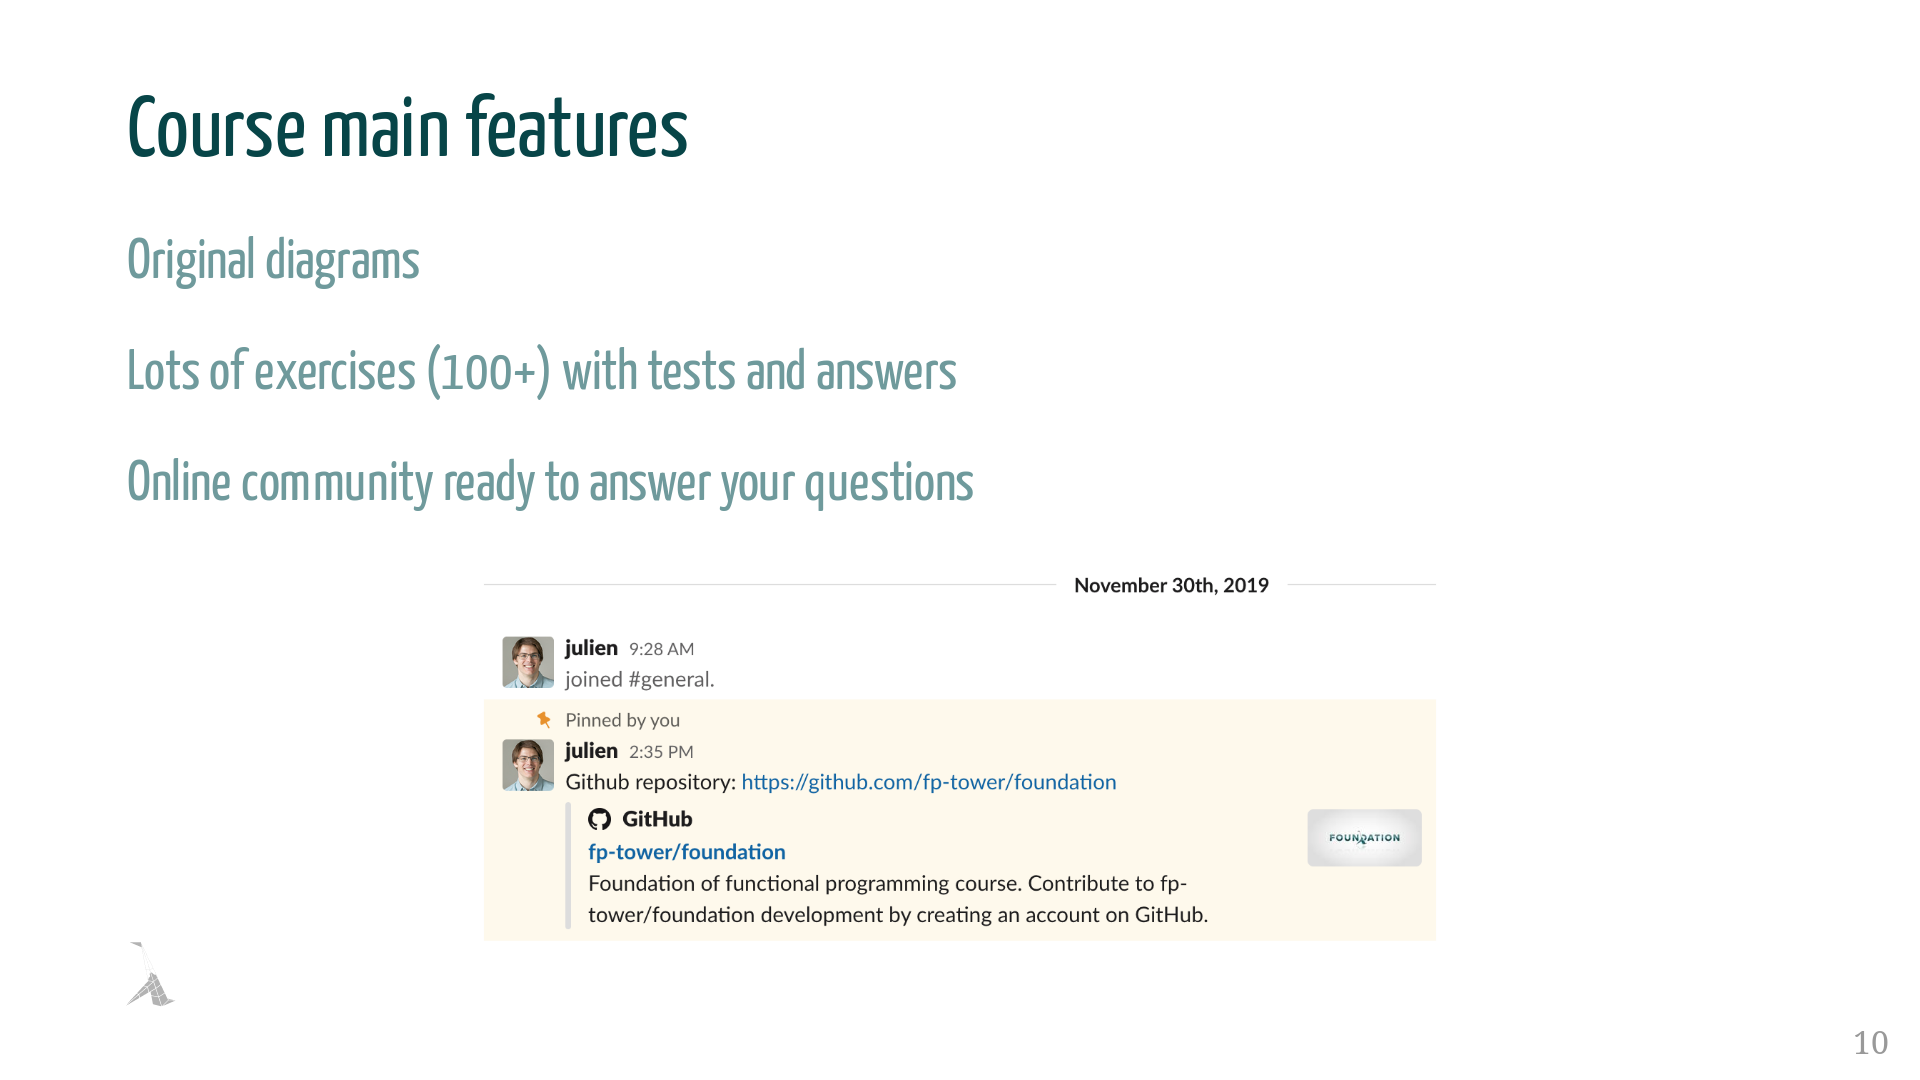 Course main features
Original diagrams
Lots of exercises (100+) with tests and answers
Online community ready to answer your questions
November 30th, 2019
julien 9:28 AM
joined #general.
Pinned by you
julien 2:35 PM
Github repository: https://github.com/fp-tower/foundation
GitHub
fp-tower/foundation
FOUNDATION
Foundation of functional programming course. Contribute to fp-
tower/foundation development by creating an account on GitHub.
10